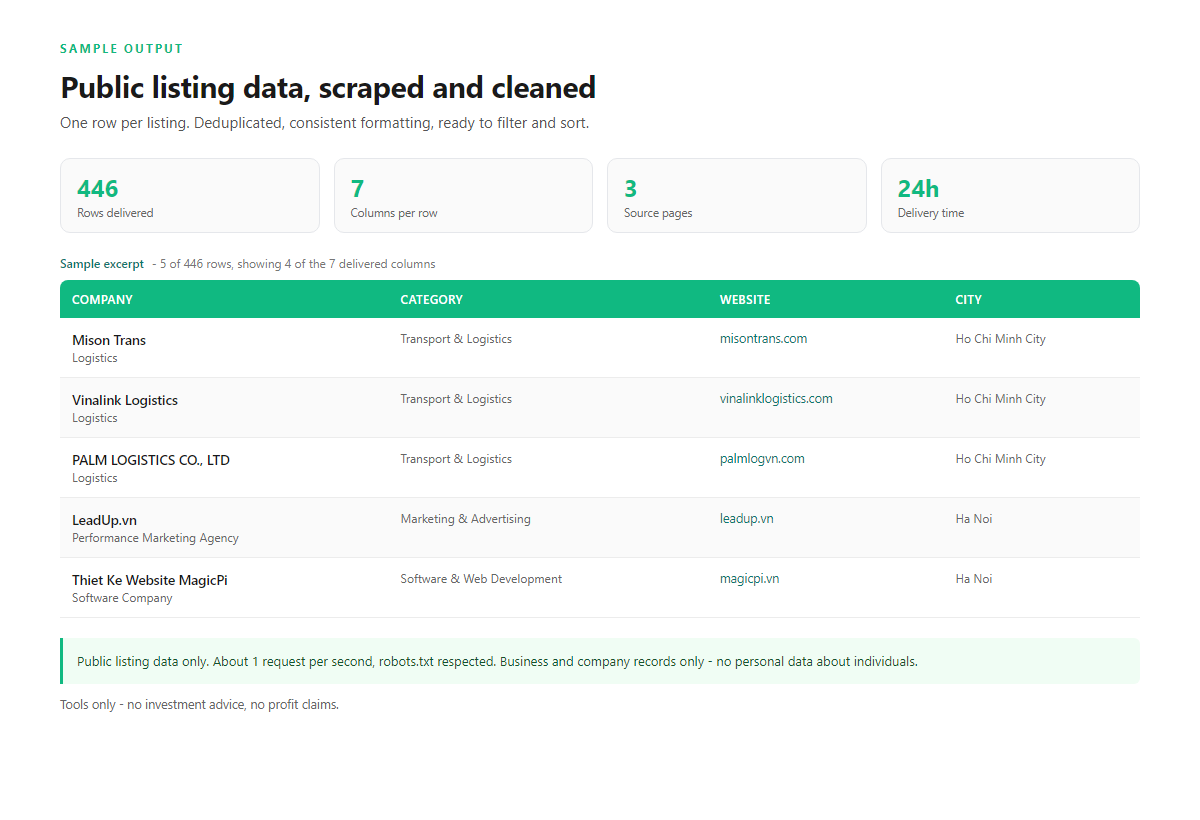 SAMPLE OUTPUT
Public listing data, scraped and cleaned
One row per listing. Deduplicated, consistent formatting, ready to filter and sort.
446
Rows delivered
7
Columns per row
3
Source pages
24h
Delivery time
Sample excerpt - 5 of 446 rows, showing 4 of the 7 delivered columns
COMPANY CATEGORY WEBSITE CITY
Mison Trans Transport & Logistics misontrans.com Ho Chi Minh City
Logistics
Vinalink Logistics Transport & Logistics vinalinklogistics.com Ho Chi Minh City
Logistics
PALM LOGISTICS CO., LTD Transport & Logistics palmlogvn.com Ho Chi Minh City
Logistics
LeadUp.vn Marketing & Advertising leadup.vn Ha Noi
Performance Marketing Agency
Thiet Ke Website MagicPi Software & Web Development magicpi.vn Ha Noi
Software Company
Public listing data only. About 1 request per second, robots.txt respected. Business and company records only - no personal data about individuals.
Tools only - no investment advice, no profit claims.